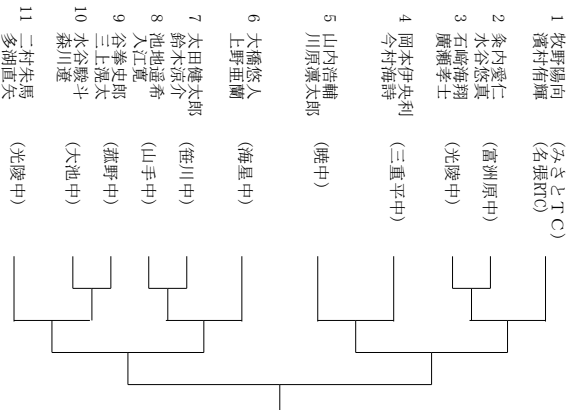 1 牧野陽向 (みさとTC)
濱村侑輝 (名張RTC)
2 粂内愛仁
水谷悠真 (富洲原中)
3 石崎海翔
廣瀬孝士 (光陵中)
4 岡本伊央利
今村海詩 (三重平中)
5 山内浩輔
川原凛太郎 (暁中)
6 大橋悠人
上野亜蘭 (海星中)
7 太田健太郎
鈴木涼介 (笹川中)
8 池地遥希
入江寛 (山手中)
9 谷拳史郎
三上滉太 (菰野中)
10 水谷駿斗
森川遼 (大池中)
11 二村朱馬
多湖直矢 (光陵中)